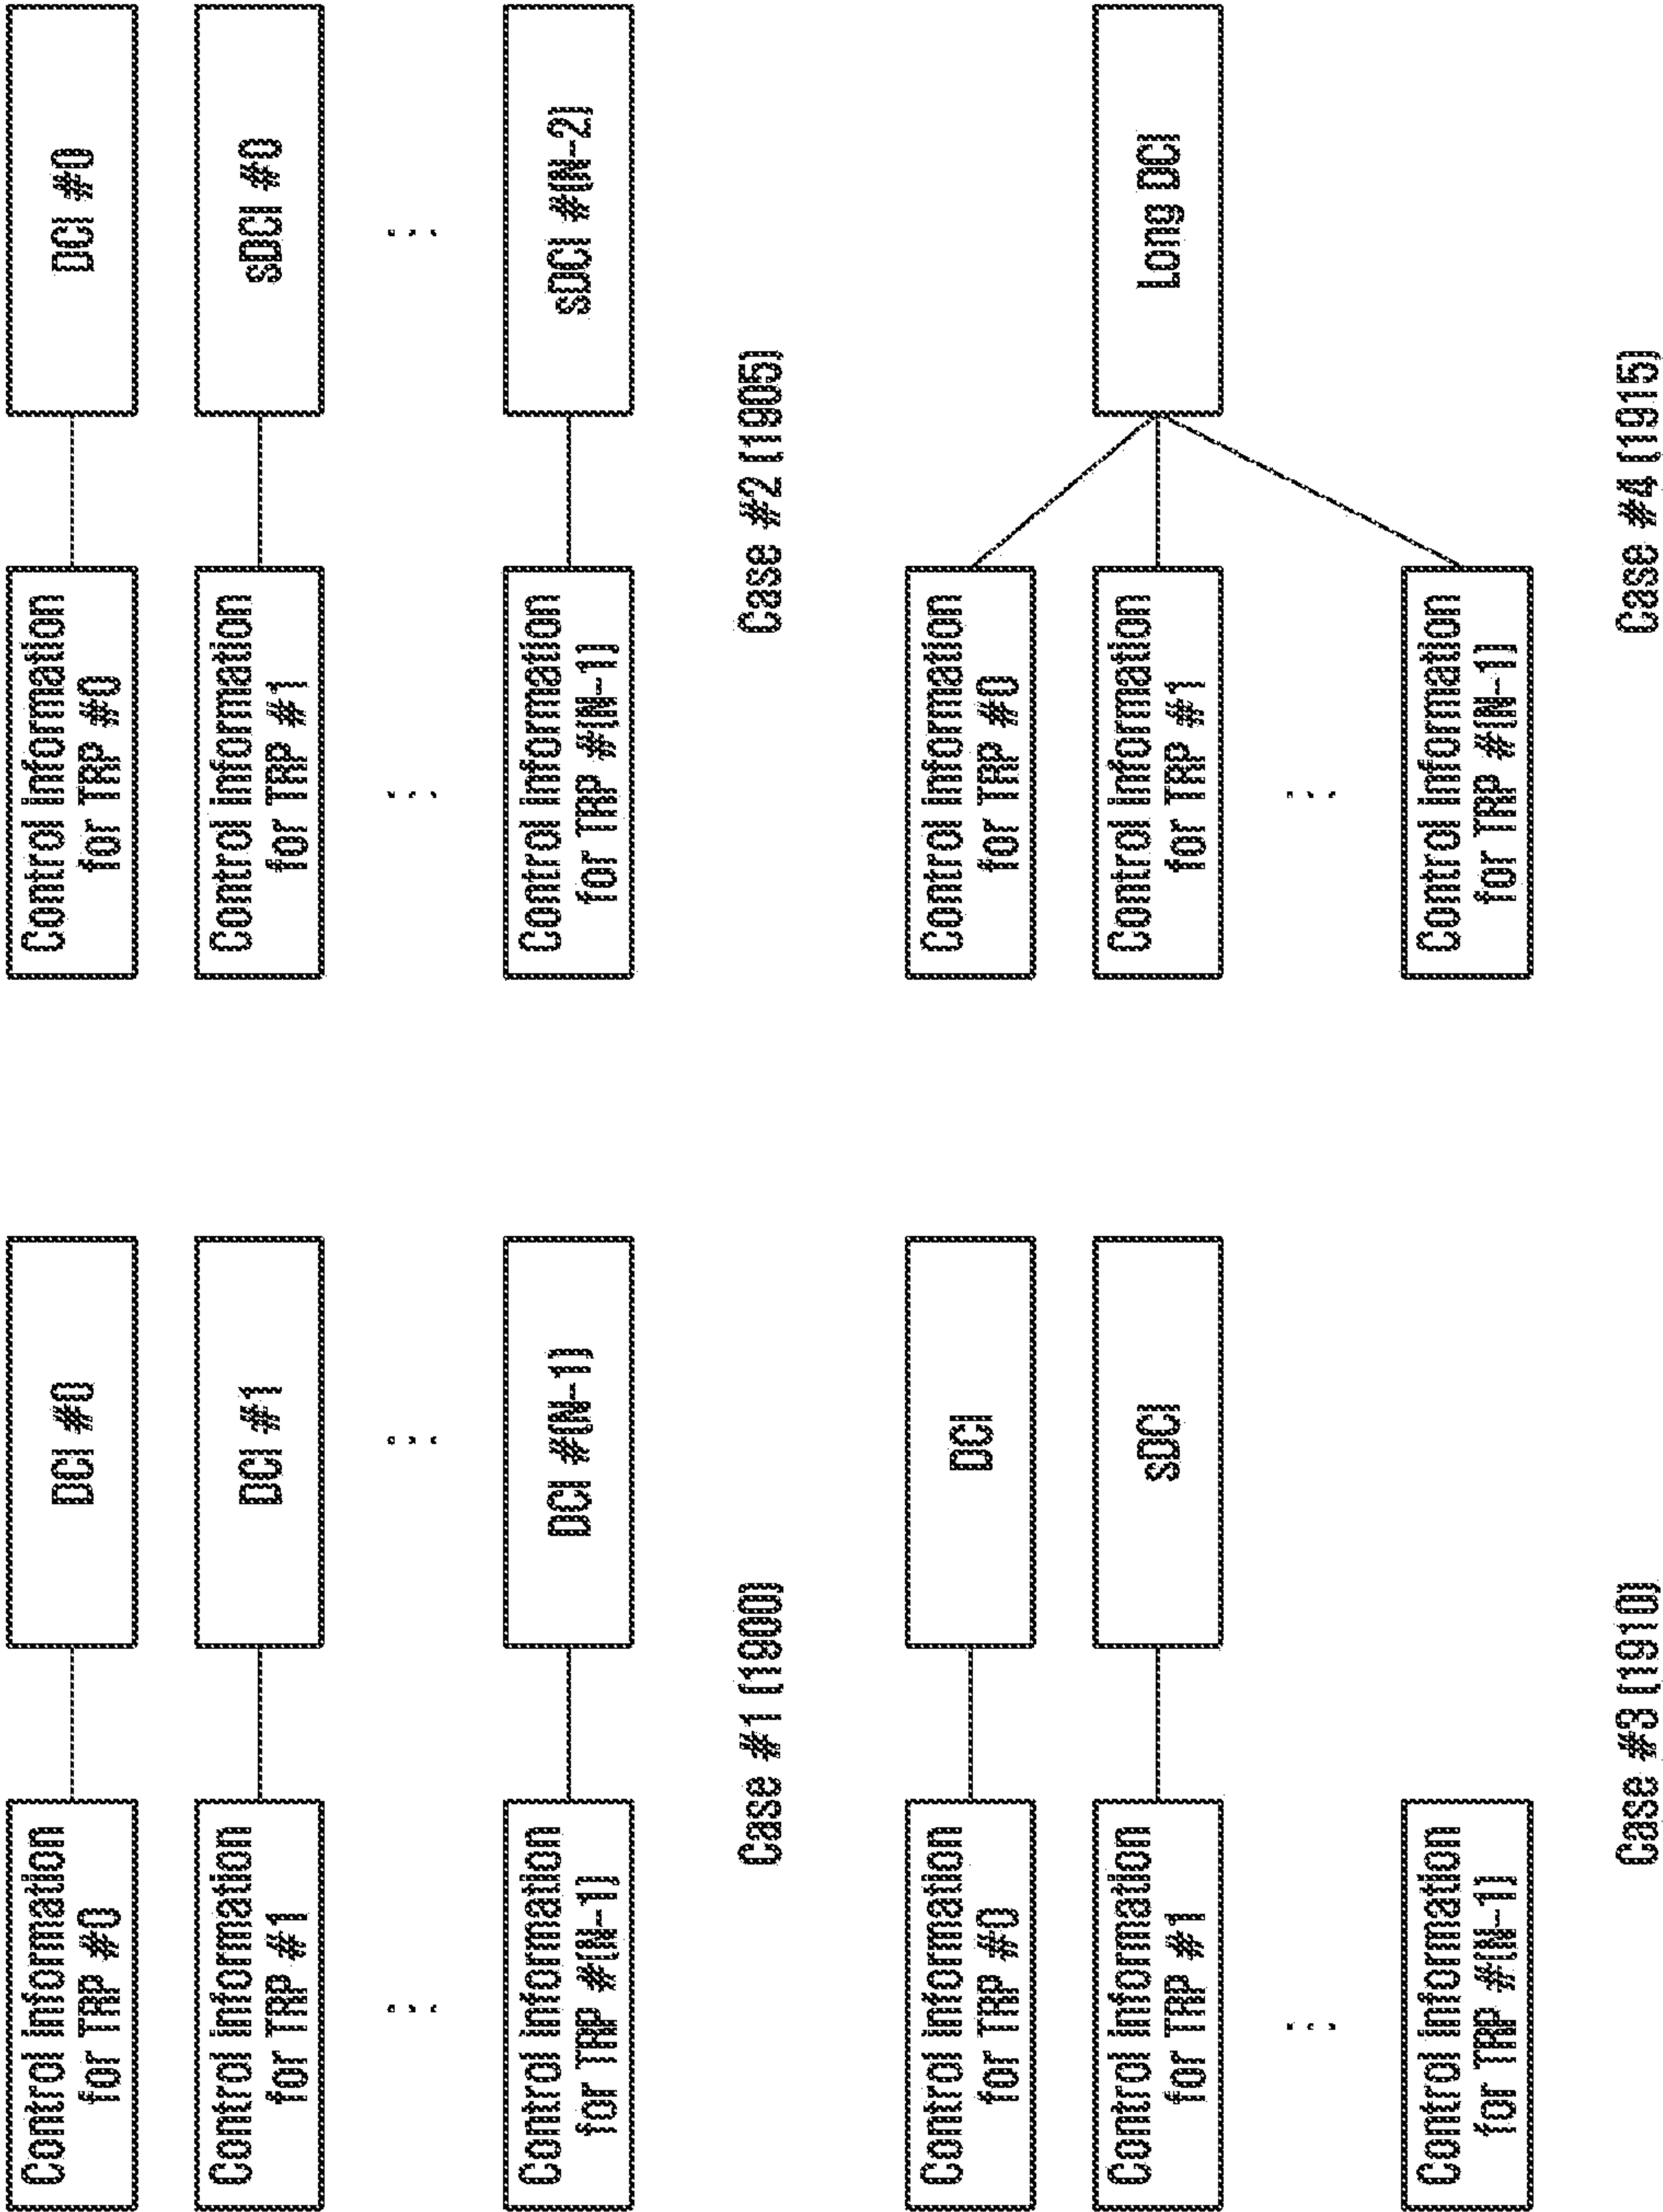 Control information
for TRP #0
DCI #0
Control information
for TRP #1
DCI #1
... ...
Control information
for TRP #(N-1)
DCI #(N-1)
Case #1 (1900)
Control information
for TRP #0
DCI #0
Control information
for TRP #1
sDCI #0
... ...
Control information
for TRP #(N-1)
sDCI #(N-2)
Case #2 (1905)
Control information
for TRP #0
DCI
Control information
for TRP #1
sDCI
...
Control information
for TRP #(N-1)
Case #3 (1910)
Control information
for TRP #0
Control information
for TRP #1
Long DCI
...
Control information
for TRP #(N-1)
Case #4 (1915)